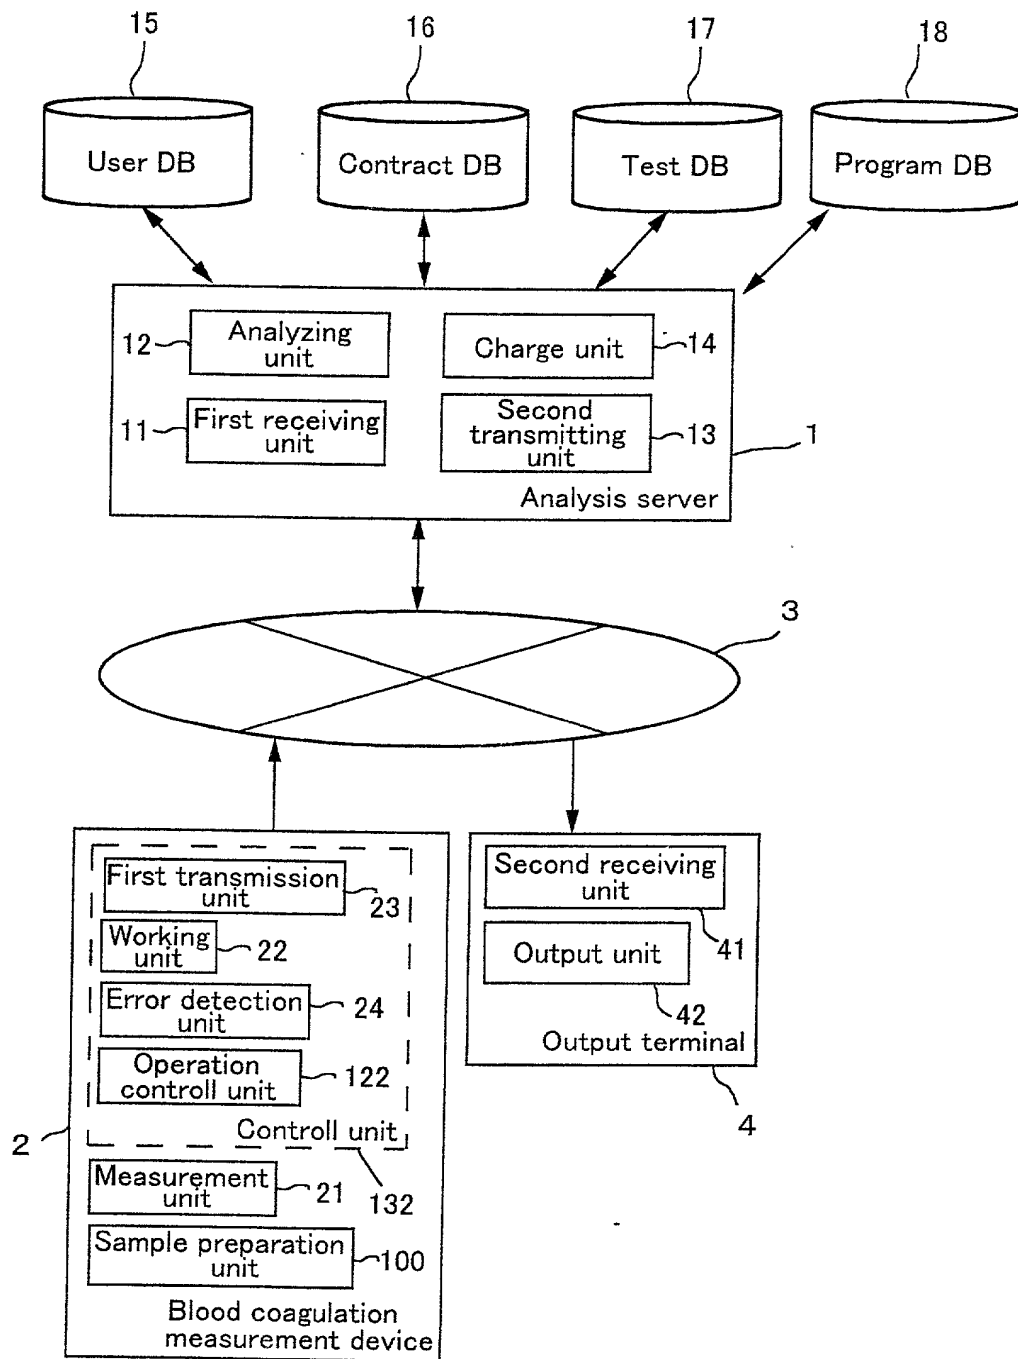 15
16
17
18
User DB
Contract DB
Test DB
Program DB
12
Analyzing
unit
Charge unit
14
11
First receiving
unit
Second
transmitting
unit
13
1
Analysis server
3
First transmission
unit
23
Working
unit
22
Error detection
unit
24
Operation
controll unit
122
Controll unit
132
2
Measurement
unit
21
Sample preparation
unit
100
Blood coagulation
measurement device
Second receiving
unit
41
Output unit
42
Output terminal
4